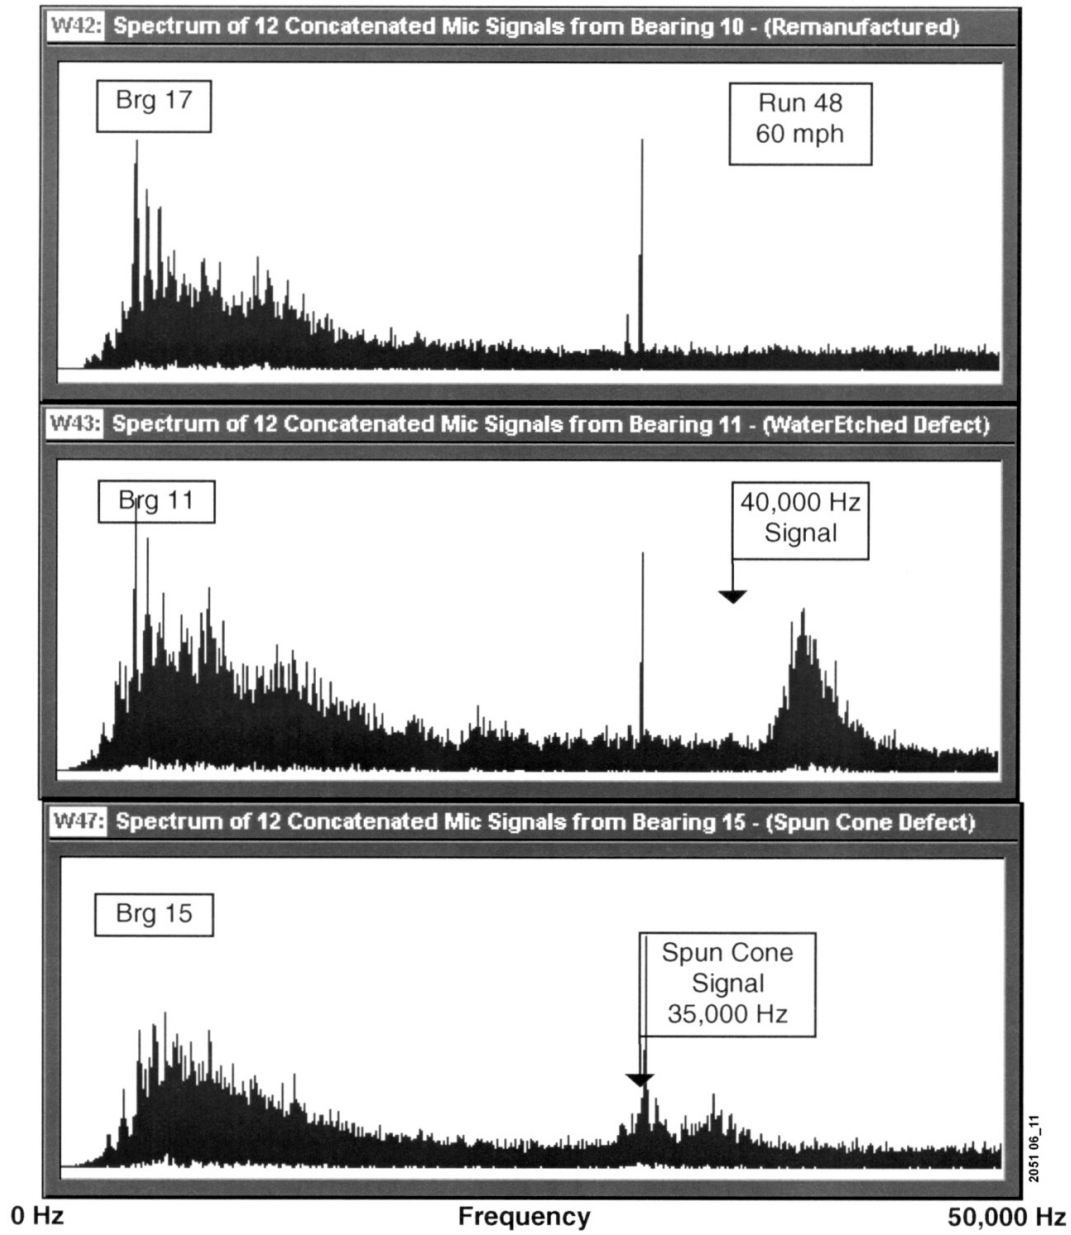 W42: Spectrum of 12 Concatenated Mic Signals from Bearing 10 - (Remanufactured)
Brg 17
Run 48
60 mph
W43: Spectrum of 12 Concatenated Mic Signals from Bearing 11 - (WaterEtched Defect)
Brg 11
40,000 Hz
Signal
W47: Spectrum of 12 Concatenated Mic Signals from Bearing 15 - (Spun Cone Defect)
Brg 15
Spun Cone
Signal
35,000 Hz
2051 06_11
0 Hz Frequency 50,000 Hz